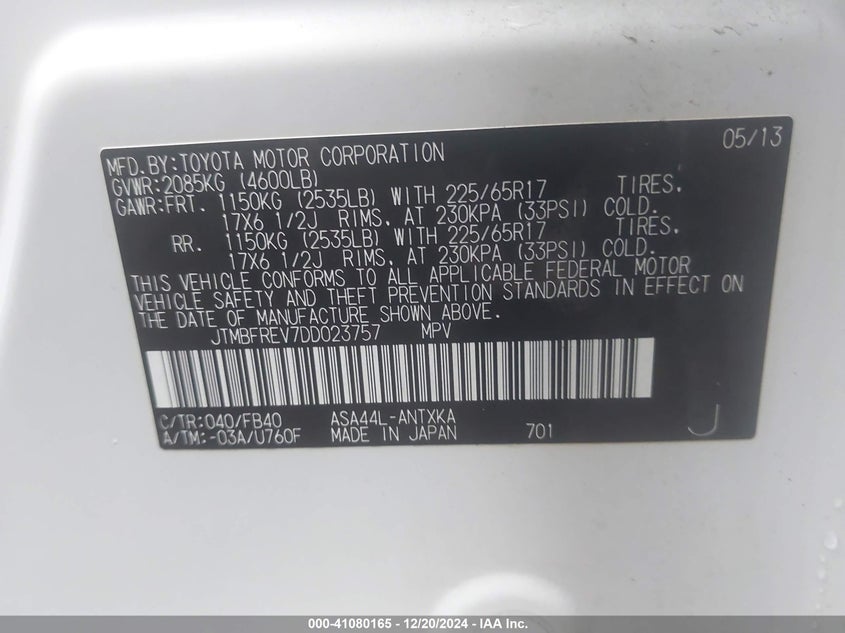 05/13
MFD.BY:TOYOTA MOTOR CORPORATION
GVWR:2085KG (4600LB)
GAWR:FRT. 1150KG (2535LB) WITH 225/65R17 TIRES.
17X6 1/2J RIMS. AT 230KPA (33PSI) COLD.
RR. 1150KG (2535LB) WITH 225/65R17 TIRES.
17X6 1/2J RIMS. AT 230KPA (33PSI) COLD.
THIS VEHICLE CONFORMS TO ALL APPLICABLE FEDERAL MOTOR
VEHICLE SAFETY AND THEFT PREVENTION STANDARDS IN EFFECT ON
THE DATE OF MANUFACTURE SHOWN ABOVE.
JTMBFREV7DD023757 MPV
C/TR:040/FB40 ASA44L-ANTXKA
A/TM:-03A/U760F MADE IN JAPAN 701 J
000-41080165 - 12/20/2024 - IAA Inc.